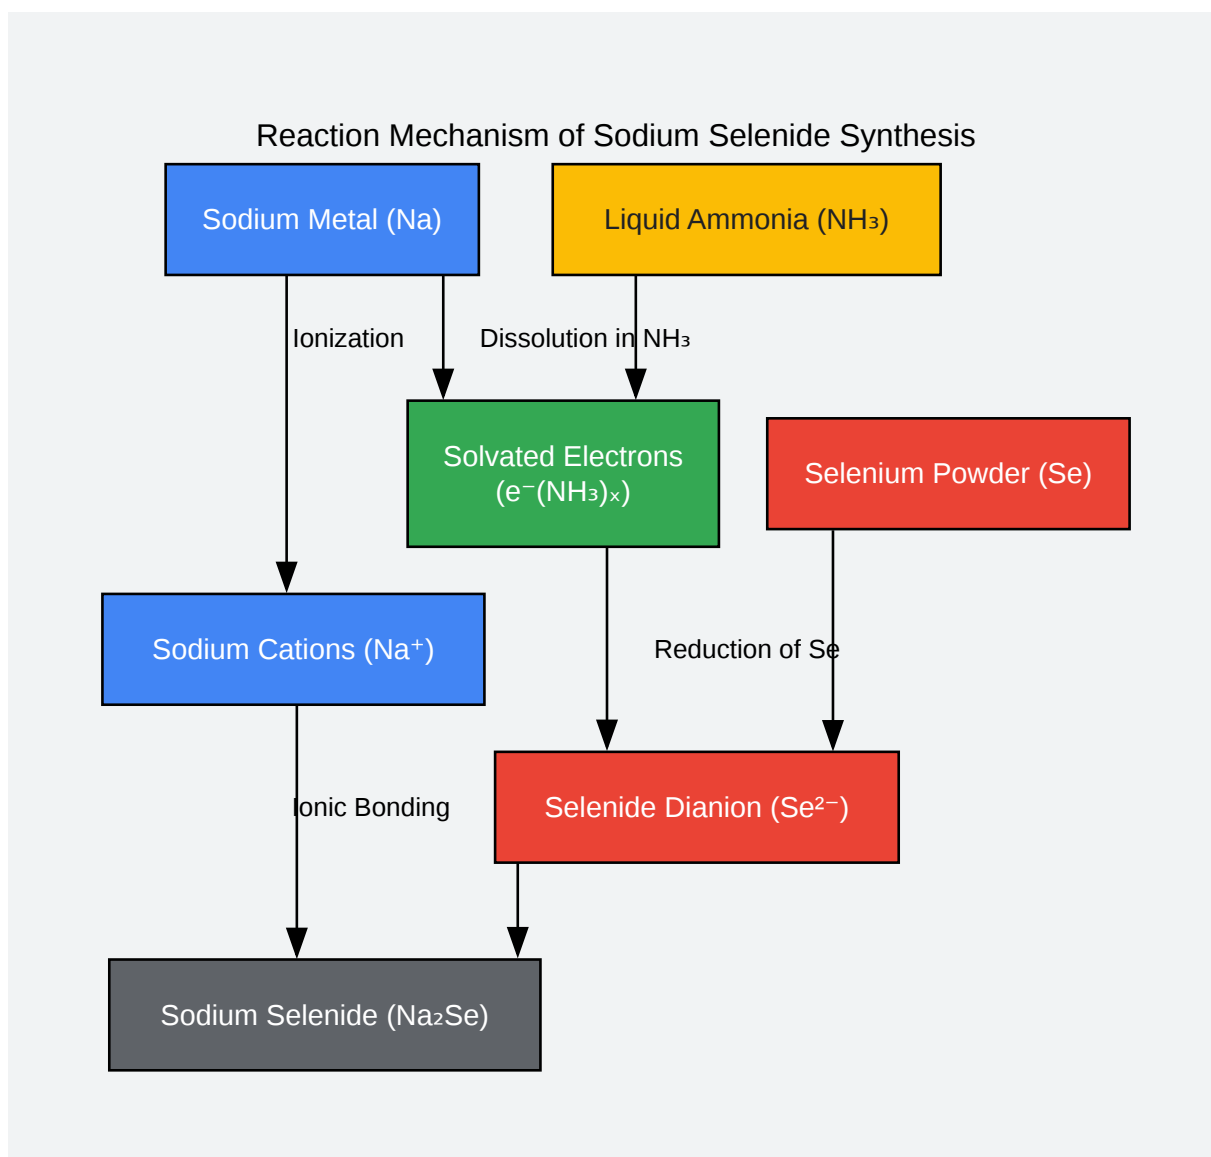 Reaction Mechanism of Sodium Selenide Synthesis
Sodium Metal (Na)
Liquid Ammonia (NH₃)
Ionization
Dissolution in NH₃
Solvated Electrons
(e⁻(NH₃)ₓ)
Selenium Powder (Se)
Sodium Cations (Na⁺)
Reduction of Se
Ionic Bonding
Selenide Dianion (Se²⁻)
Sodium Selenide (Na₂Se)